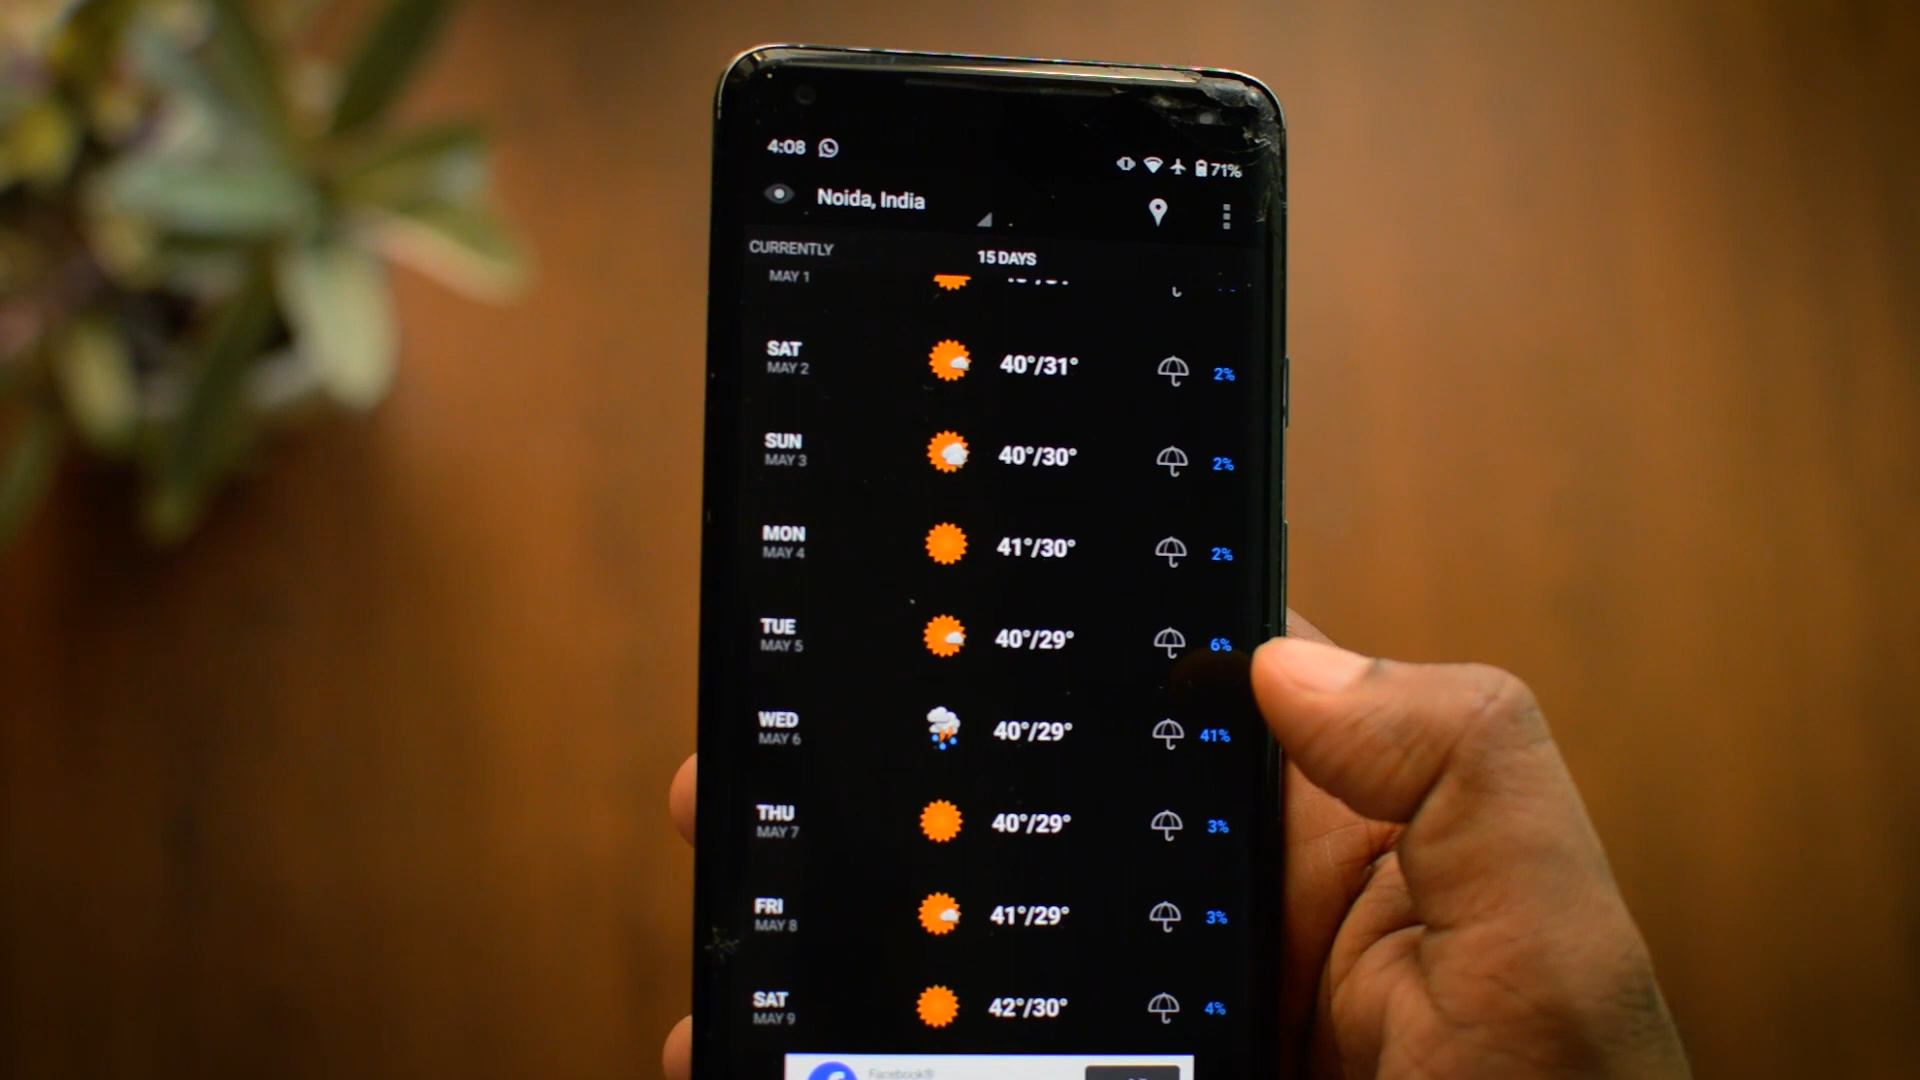 4:08
71%
Noida, India
CURRENTLY
15 DAYS
MAY 1
SAT
MAY 2
40°/31°
2%
SUN
MAY 3
40°/30°
2%
MON
MAY 4
41°/30°
2%
TUE
MAY 5
40°/29°
6%
WED
MAY 6
40°/29°
41%
THU
MAY 7
40°/29°
3%
FRI
MAY 8
41°/29°
3%
SAT
MAY 9
42°/30°
4%
Facebook®